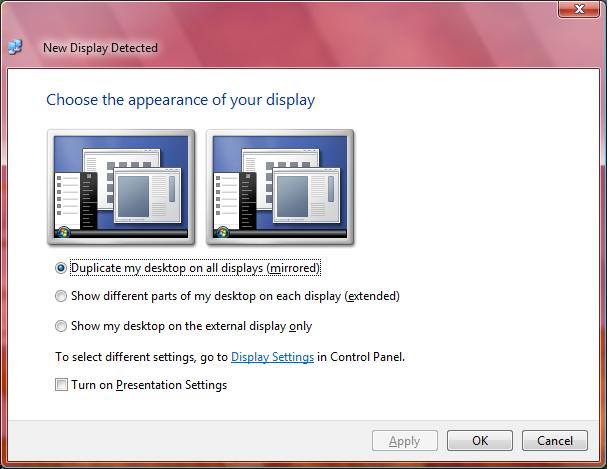 New Display Detected
Choose the appearance of your display
Duplicate my desktop on all displays (mirrored)
Show different parts of my desktop on each display (extended)
Show my desktop on the external display only
To select different settings, go to Display Settings in Control Panel.
Turn on Presentation Settings
Apply
OK
Cancel